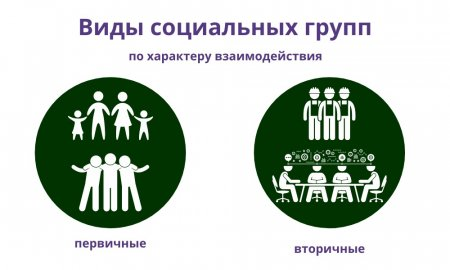 Виды социальных групп
по характеру взаимодействия
первичные
вторичные